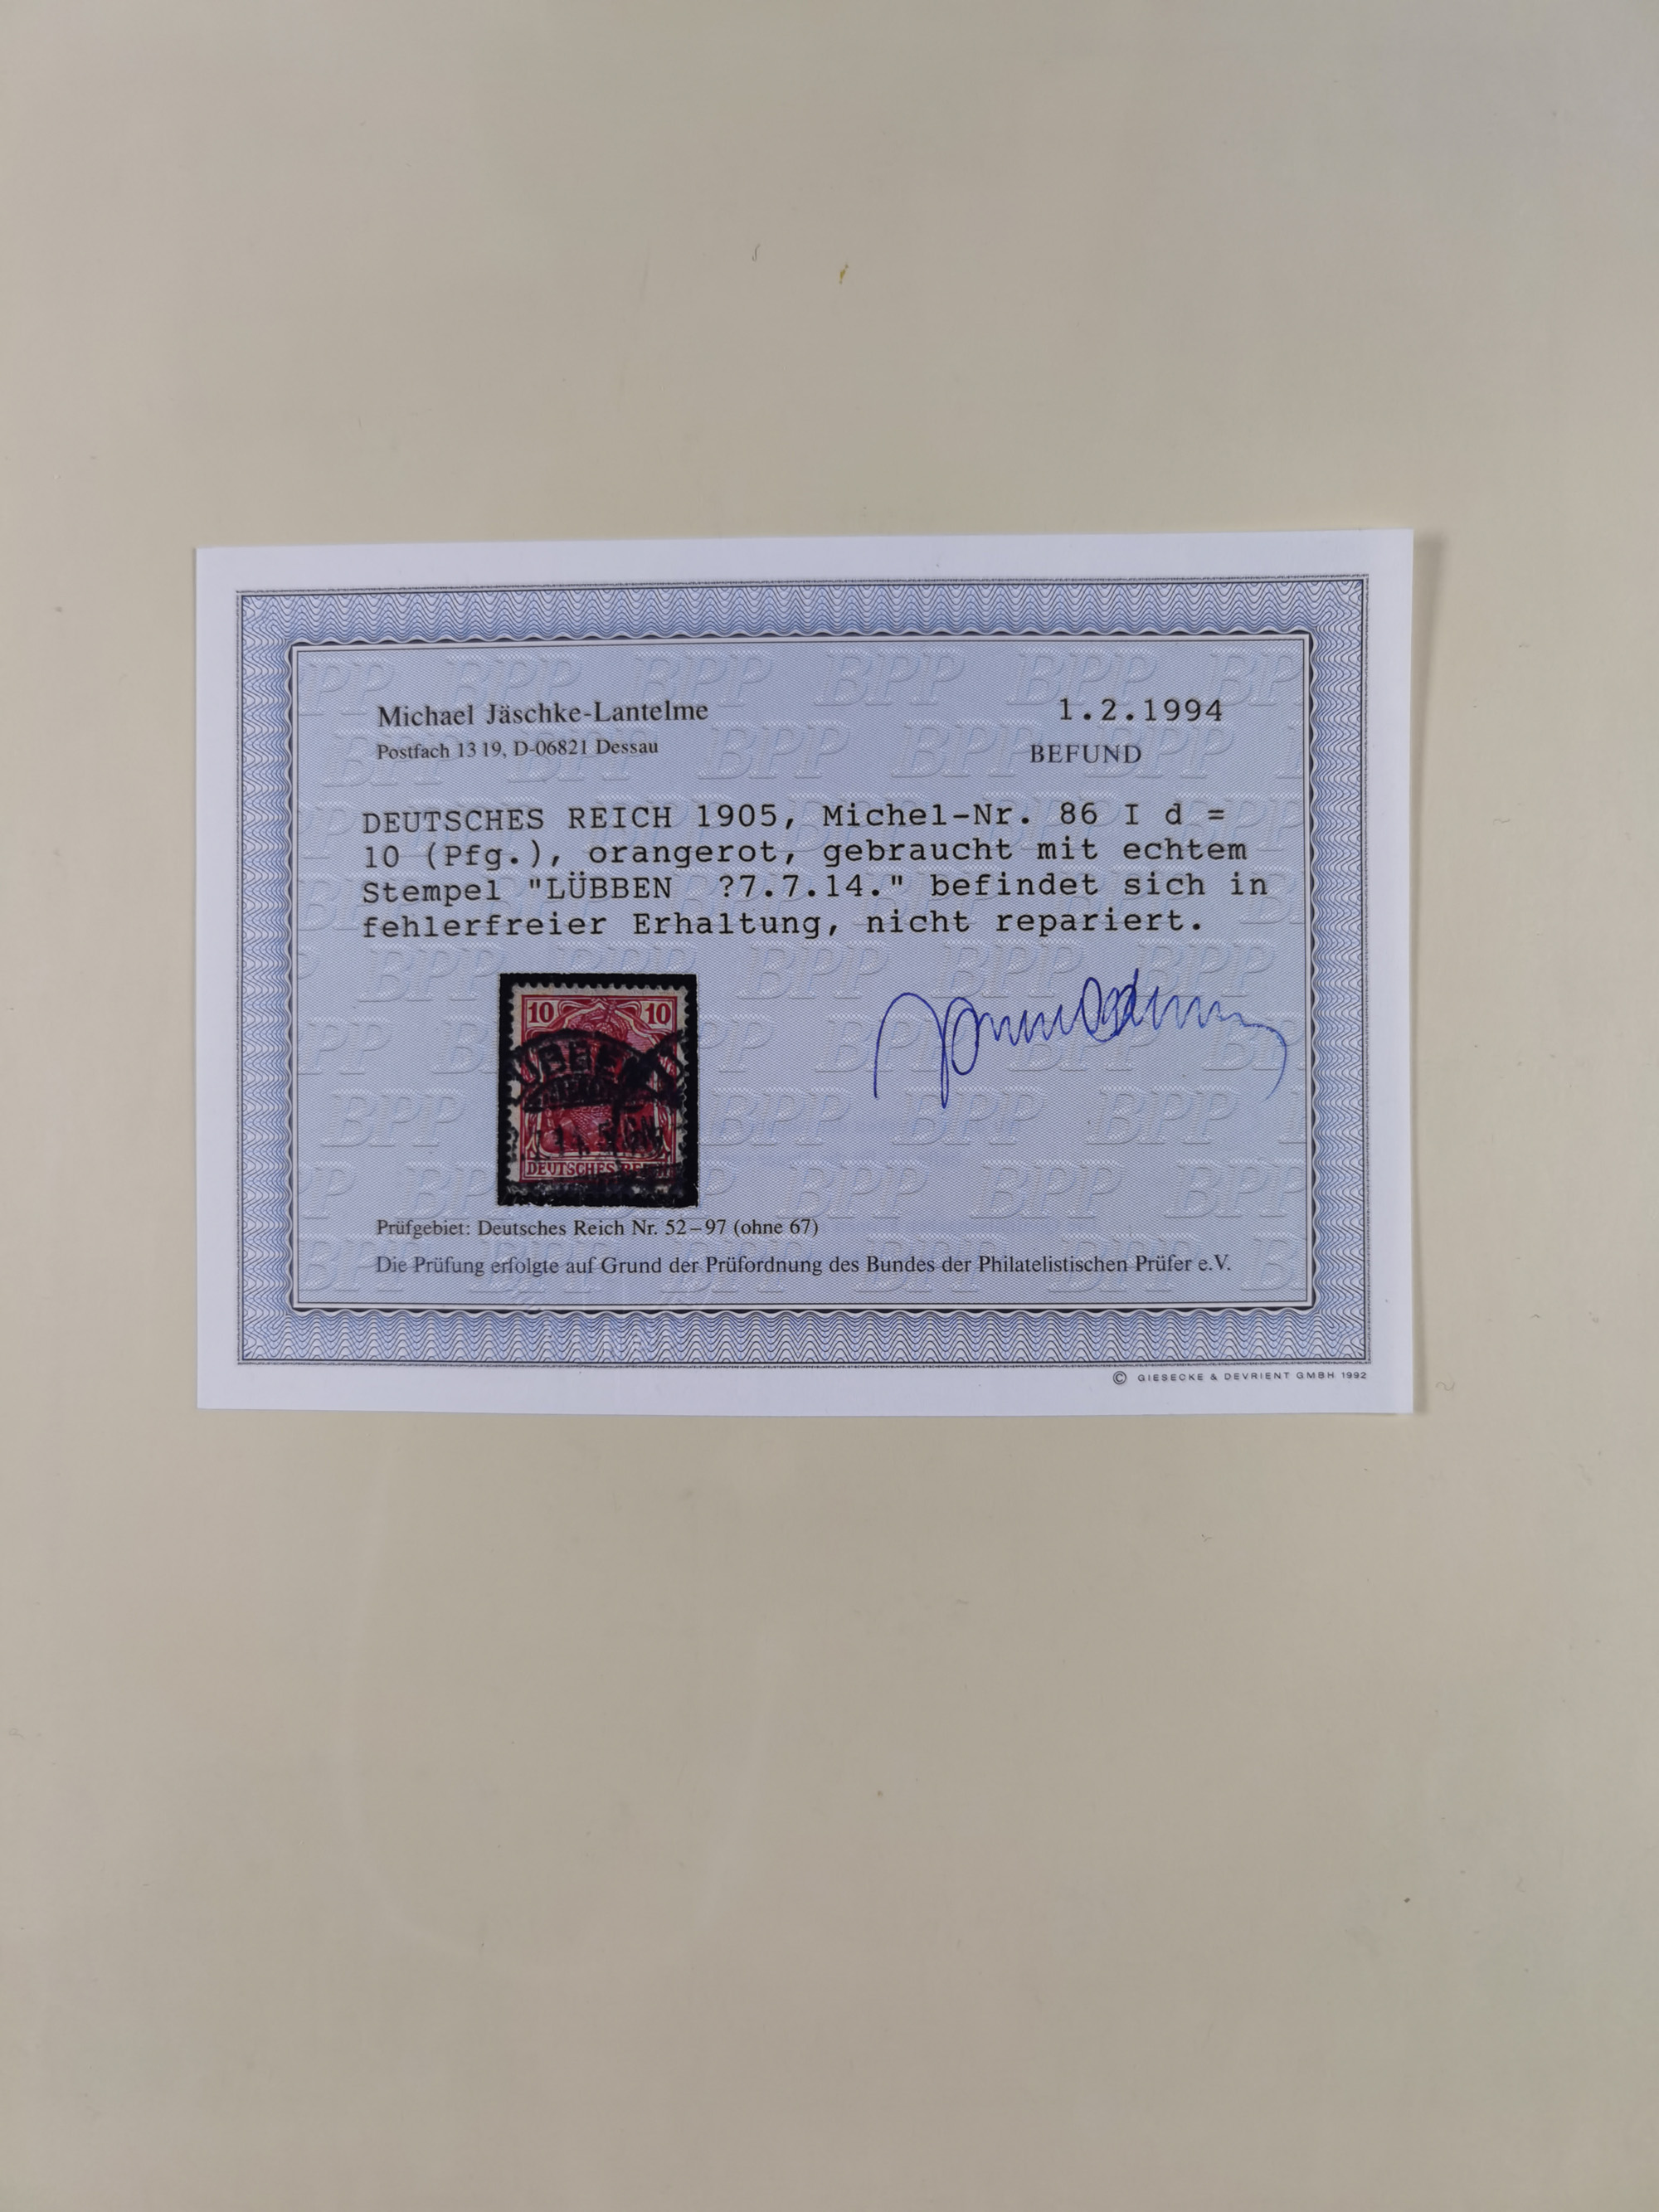 Michael Jäschke-Lantelme
Postfach 13 19, D-06821 Dessau
1.2.1994
BEFUND
DEUTSCHES REICH 1905, Michel-Nr. 86 I d =
10 (Pfg.), orangerot, gebraucht mit echtem
Stempel "LÜBBEN ?7.7.14." befindet sich in
fehlerfreier Erhaltung, nicht repariert.
10 10
DEUTSCHES REICH
Prüfgebiet: Deutsches Reich Nr. 52–97 (ohne 67)
Die Prüfung erfolgte auf Grund der Prüfordnung des Bundes der Philatelistischen Prüfer e.V.
© GIESECKE & DEVRIENT GMBH 1992